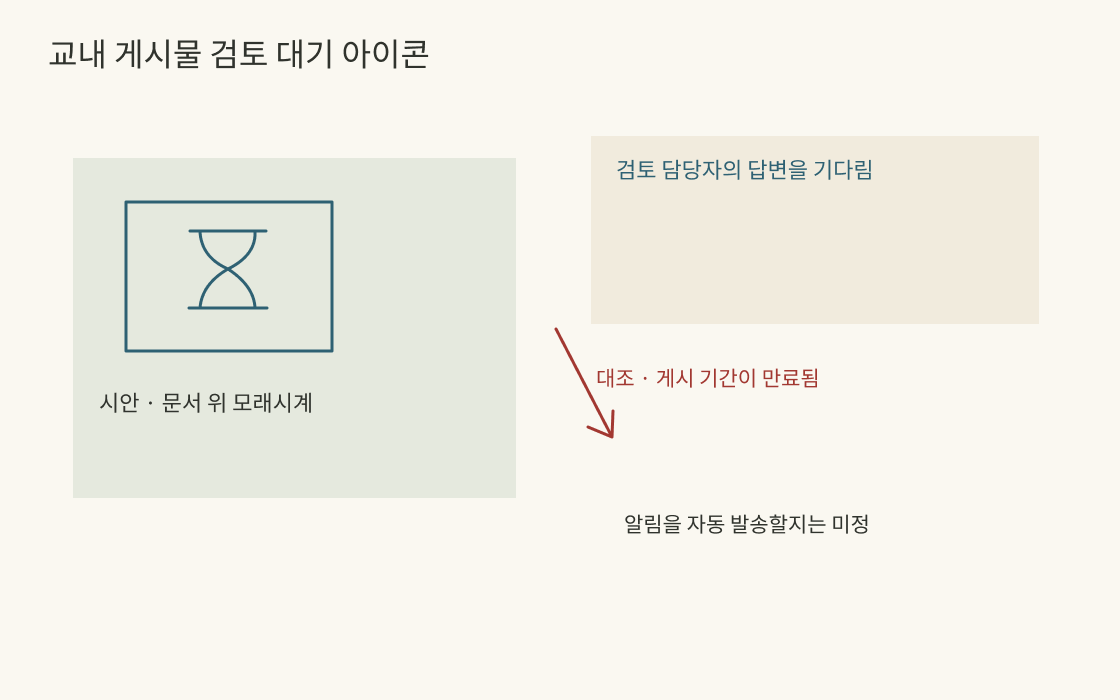 교내 게시물 검토 대기 아이콘
검토 담당자의 답변을 기다림
대조 · 게시 기간이 만료됨
시안 · 문서 위 모래시계
알림을 자동 발송할지는 미정